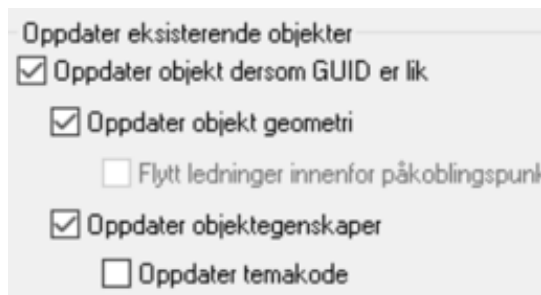 Oppdater eksisterende objekter
Oppdater objekt dersom GUID er lik
Oppdater objekt geometri
Flytt ledninger innenfor
Oppdater objektegenskaper
Oppdater temakode